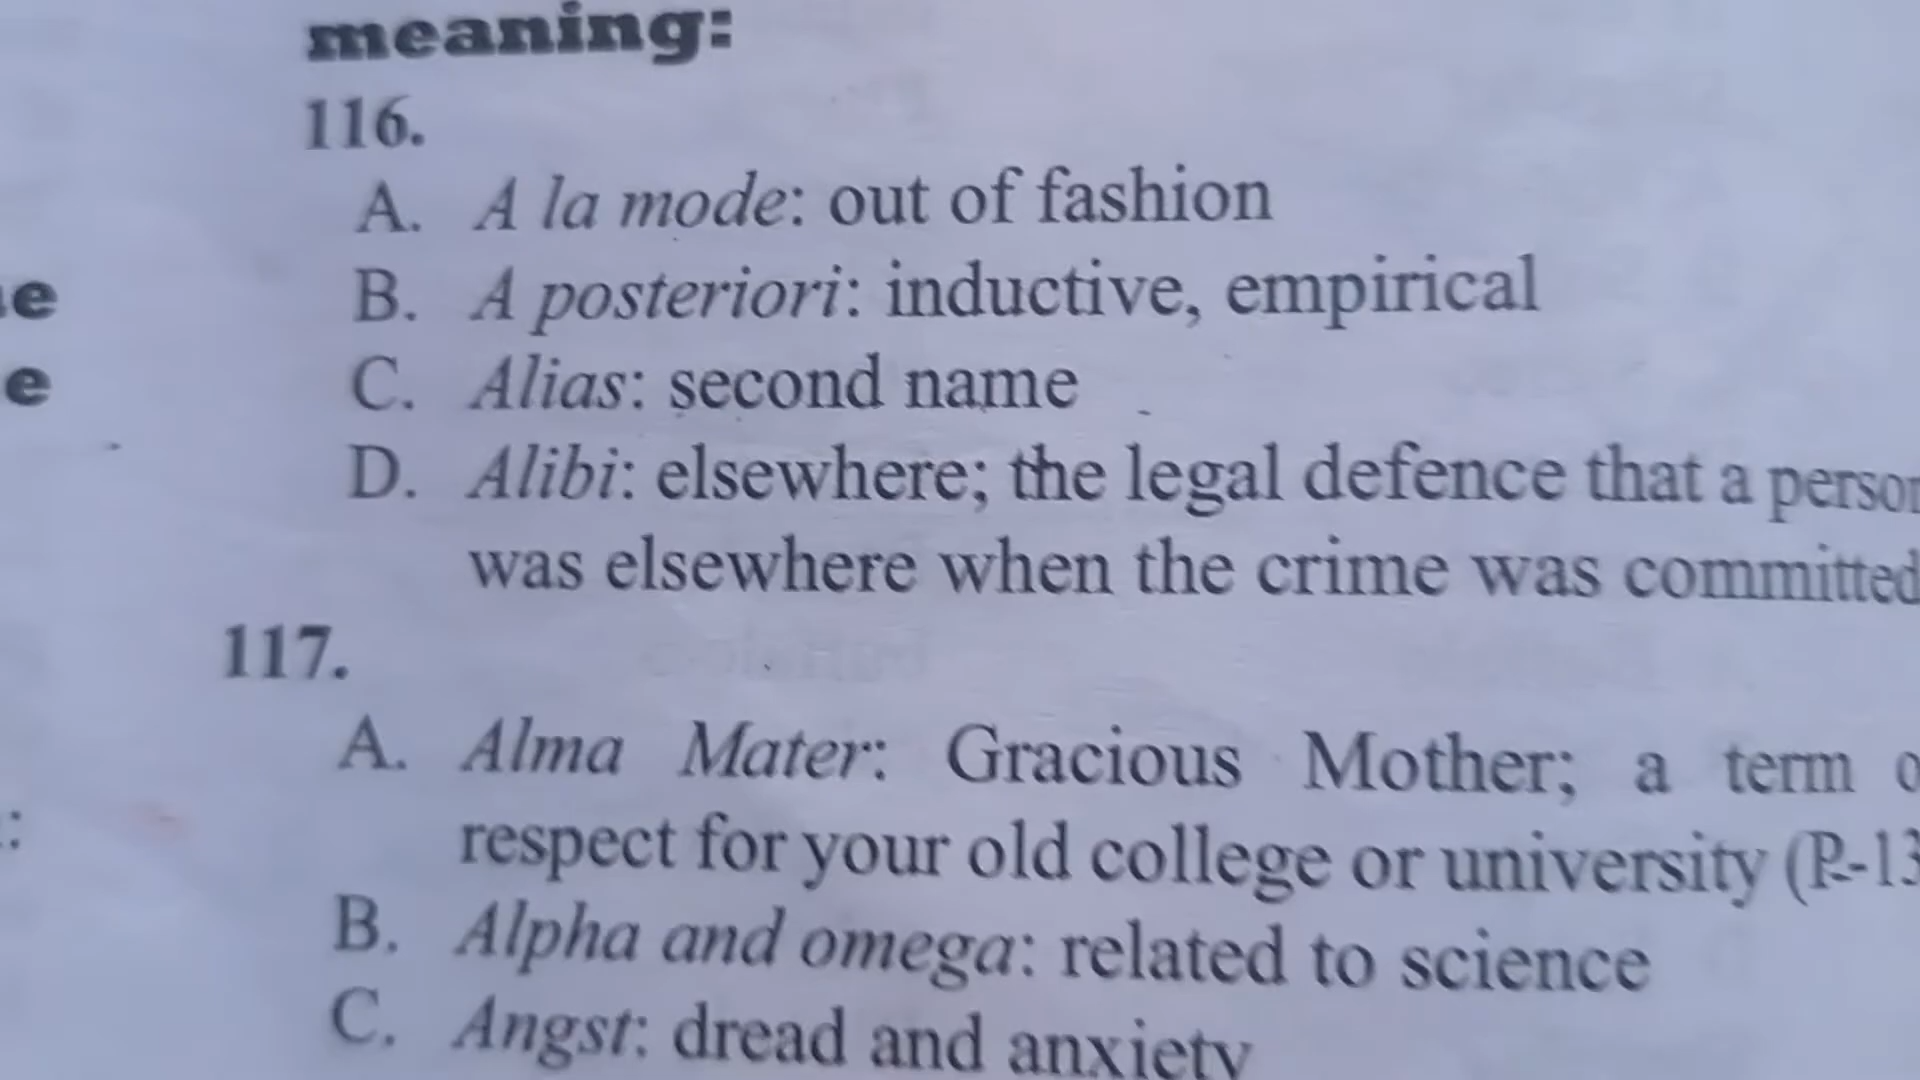 meaning:
116.
A. A la mode: out of fashion
B. A posteriori: inductive, empirical
C. Alias: second name
D. Alibi: elsewhere; the legal defence that a person
was elsewhere when the crime was committed
117.
A. Alma Mater: Gracious Mother; a term
respect for your old college or university (P-13
B. Alpha and omega: related to science
C. Angst: dread and anxiety